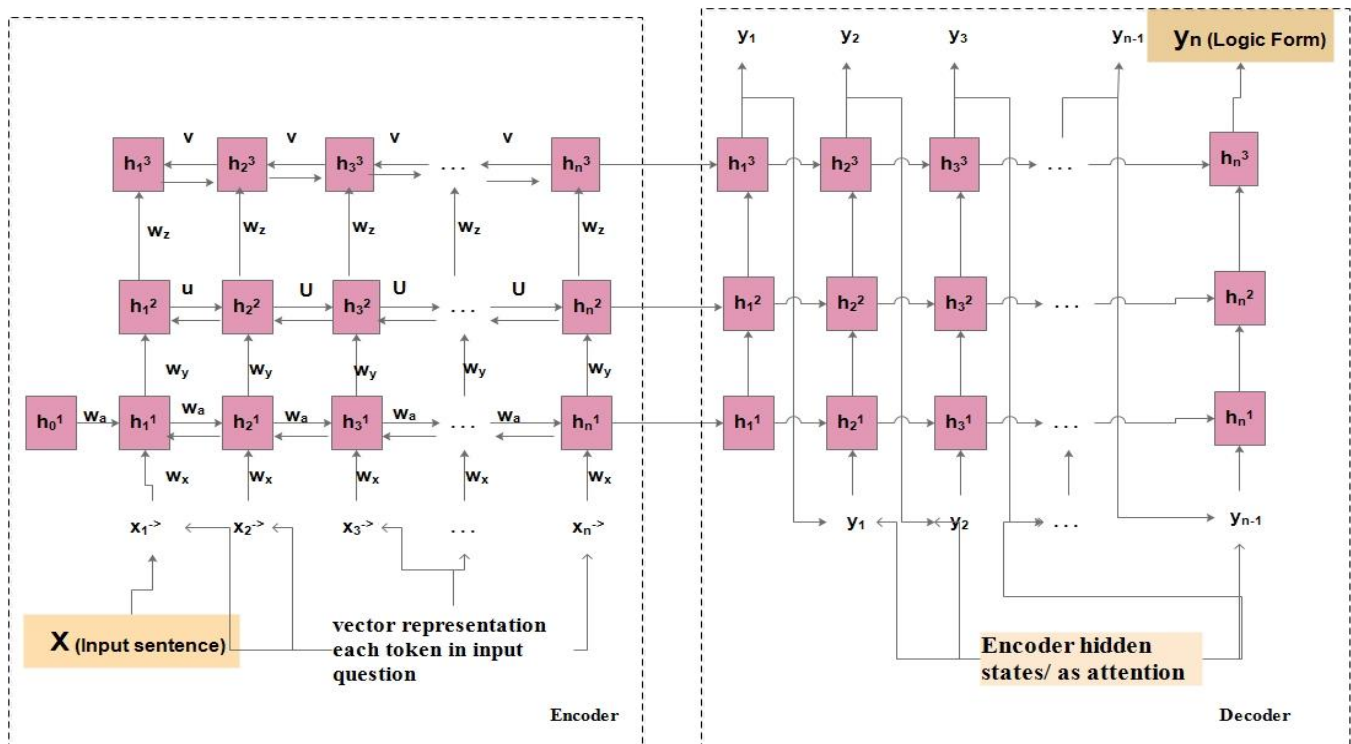 y₁ y₂ y₃ yₙ₋₁ yₙ (Logic Form)
v v v v
h₁³ h₂³ h₃³ ... hₙ³ h₁³ h₂³ h₃³ ... hₙ³
w_z w_z w_z w_z w_z
u U U U
h₁² h₂² h₃² ... hₙ² h₁² h₂² h₃² ... hₙ²
w_y w_y w_y w_y w_y
wₐ wₐ wₐ wₐ wₐ
h₀¹ h₁¹ h₂¹ h₃¹ ... hₙ¹ h₁¹ h₂¹ h₃¹ ... hₙ¹
wₓ wₓ wₓ wₓ wₓ
x₁-> x₂-> x₃-> ... xₙ-> y₁ y₂ ... yₙ₋₁
X (Input sentence)
vector representation
each token in input
question
Encoder hidden
states/ as attention
Encoder
Decoder